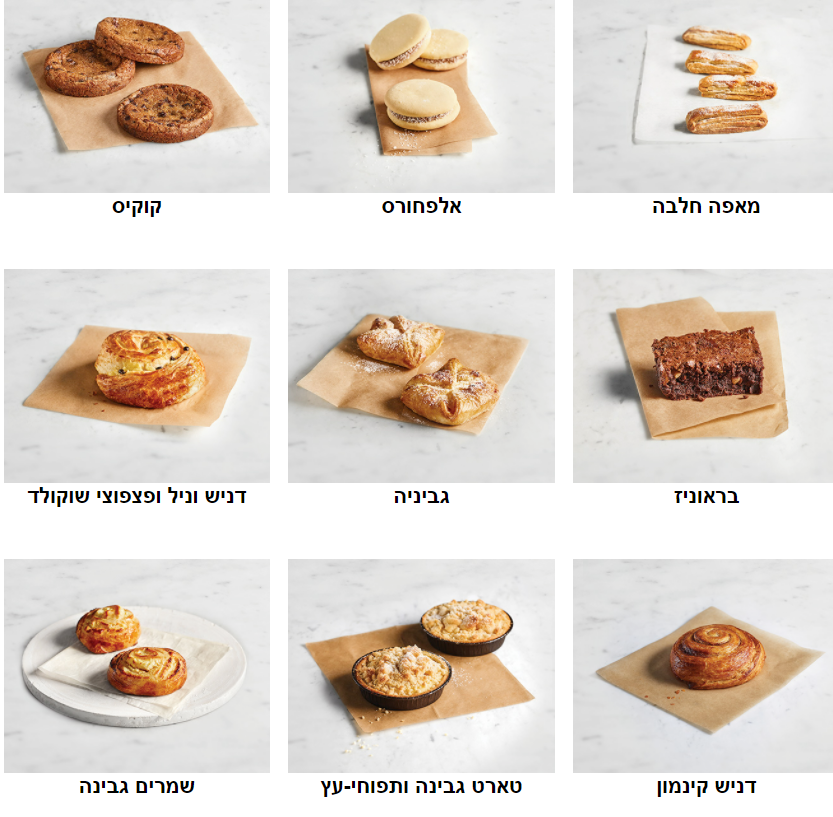 מאפה חלבה
אלפחורס
קוקיס
בראוניז
גביניה
דניש וניל ופצפוצי שוקולד
דניש קינמון
טארט גבינה ותפוחי-עץ
שמרים גבינה